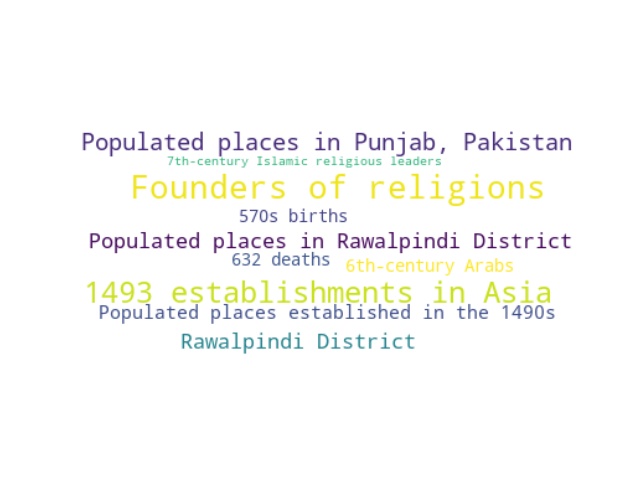 Populated places in Punjab, Pakistan
7th-century Islamic religious leaders
Founders of religions
570s births
Populated places in Rawalpindi District
632 deaths
6th-century Arabs
1493 establishments in Asia
Populated places established in the 1490s
Rawalpindi District